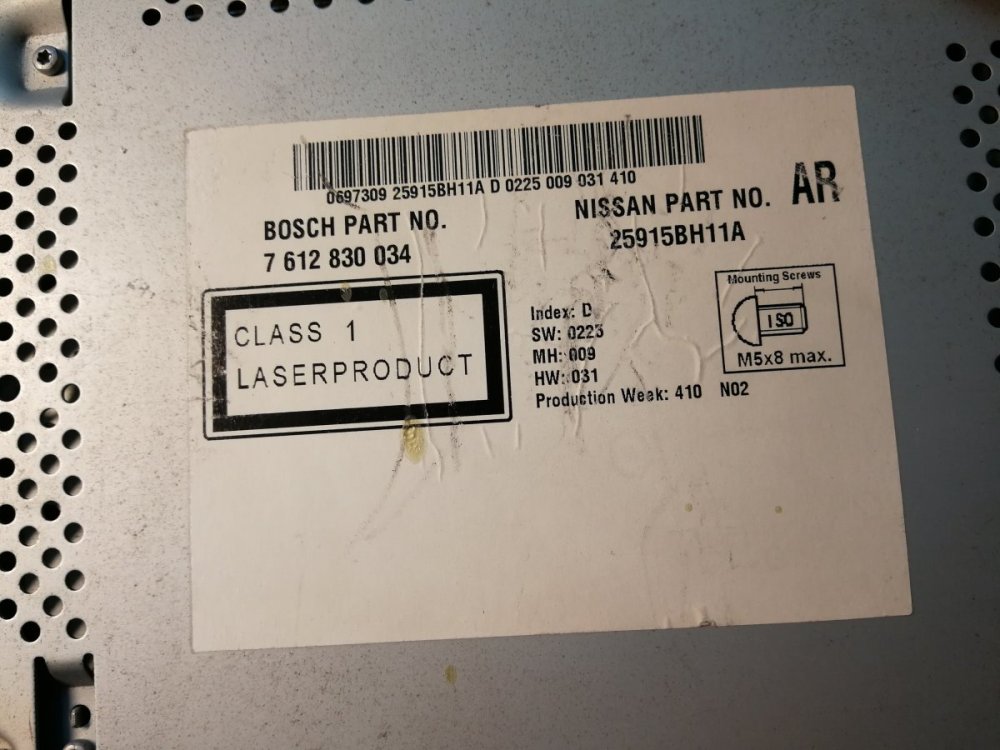 0697309 25915BH11A D 0225 009 031 410
BOSCH PART NO.
7 612 830 034
NISSAN PART NO.
25915BH11A
AR
CLASS 1
LASERPRODUCT
Index: D
SW: 0225
MH: 009
HW: 031
Production Week: 410 N02
Mounting Screws
ISO
M5x8 max.